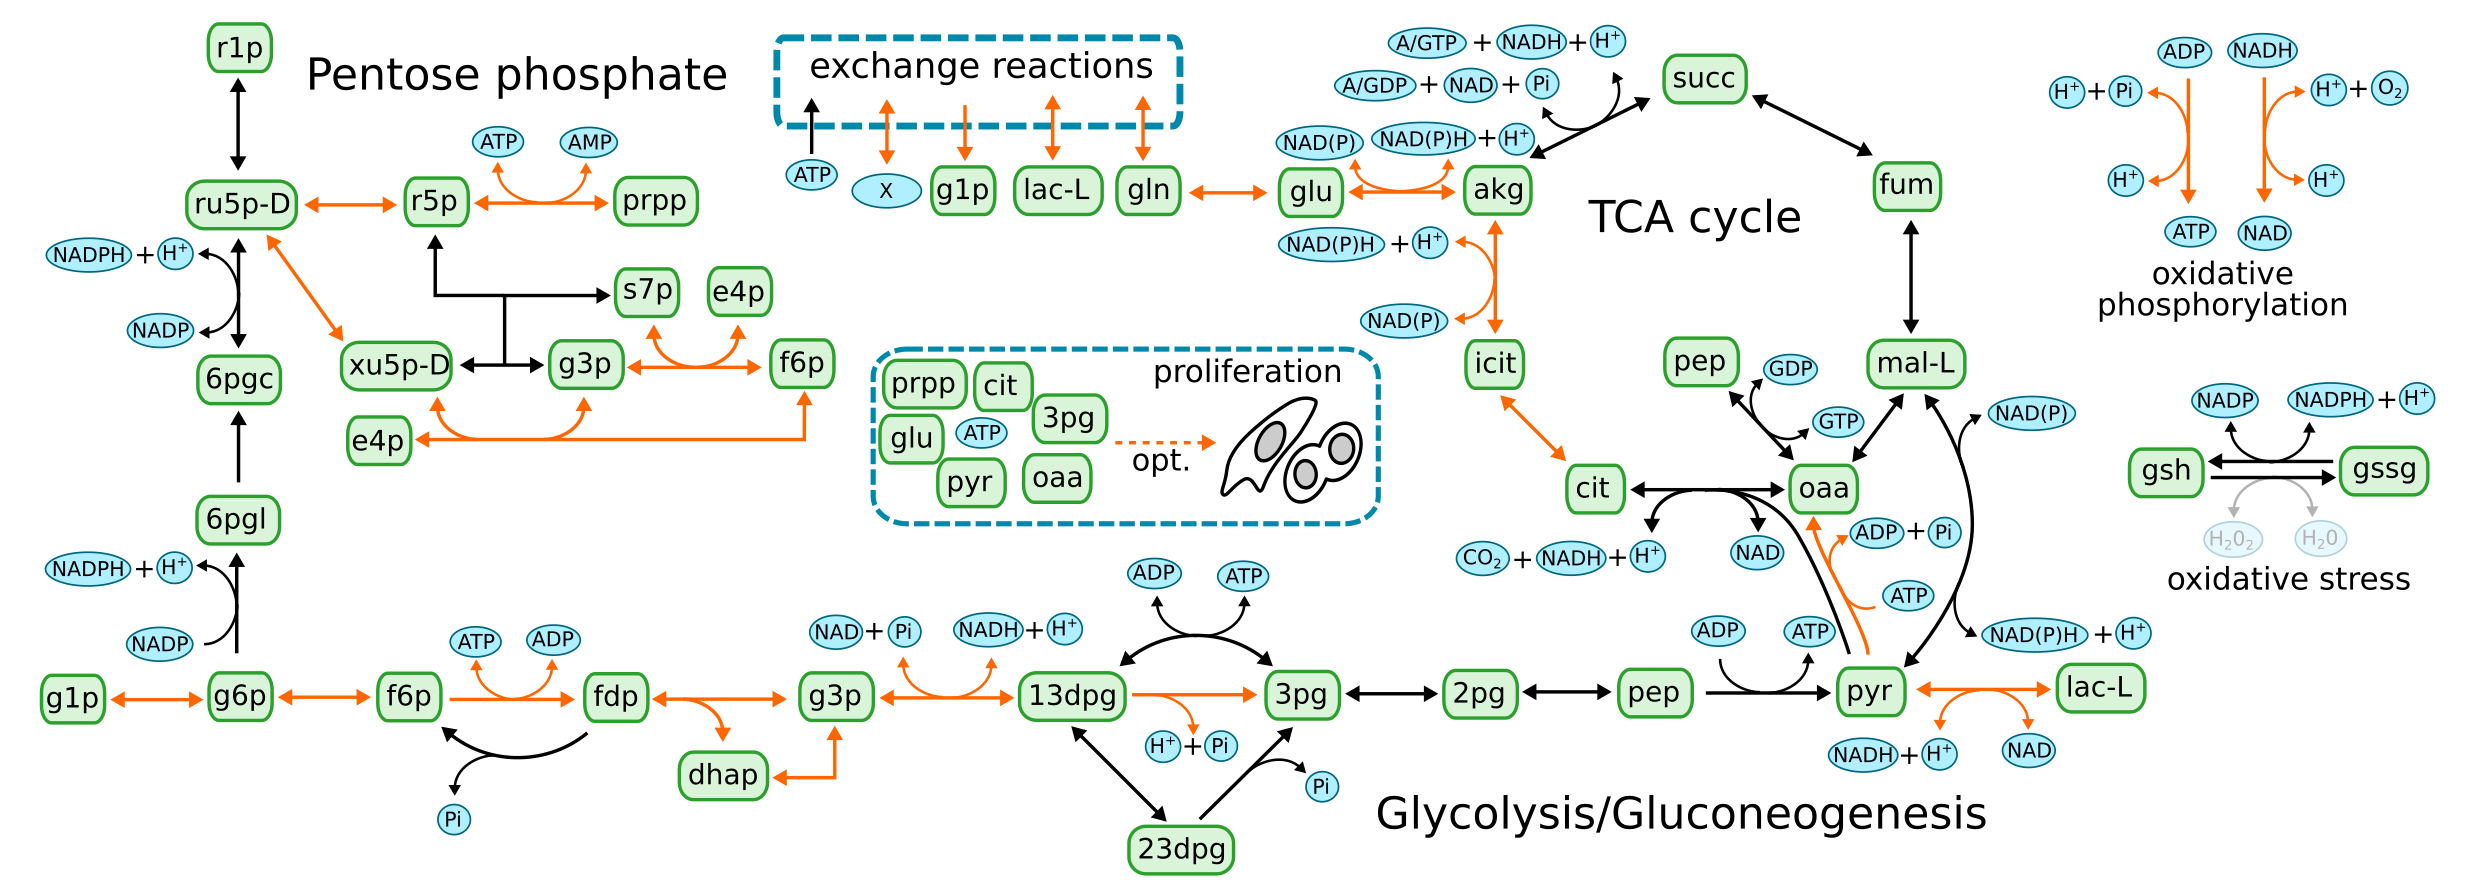 r1p
Pentose phosphate
ATP
AMP
ru5p-D
r5p
prpp
NADPH + H+
NADP
s7p
e4p
6pgc
xu5p-D
g3p
f6p
e4p
6pgl
NADPH + H+
NADP
exchange reactions
ATP
X
g1p
lac-L
gln
glu
akg
A/GTP + NADH + H+
A/GDP + NAD + Pi
NAD(P)
NAD(P)H + H+
succ
fum
TCA cycle
NAD(P)H + H+
NAD(P)
icit
pep
mal-L
GDP
GTP
NAD(P)
cit
oaa
CO2 + NADH + H+
NAD
ADP + Pi
ATP
NAD(P)H + H+
ADP
NADH
H+ + Pi
H+ + O2
H+
H+
ATP
NAD
oxidative
phosphorylation
NADP
NADPH + H+
gsh
gssg
H2O2
H2O
oxidative stress
proliferation
prpp
cit
3pg
glu
ATP
opt.
pyr
oaa
g1p
g6p
f6p
ATP
ADP
fdp
Pi
dhap
g3p
NAD + Pi
NADH + H+
13dpg
ADP
ATP
3pg
H+ + Pi
Pi
23dpg
2pg
pep
ADP
ATP
pyr
lac-L
NADH + H+
NAD
Glycolysis/Gluconeogenesis